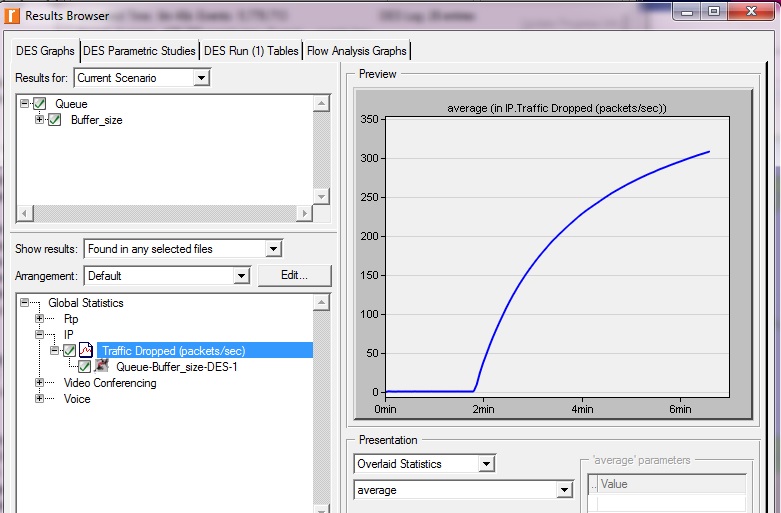 Results Browser
DES Graphs DES Parametric Studies DES Run (1) Tables Flow Analysis Graphs
Results for: Current Scenario
Queue
Buffer_size
Show results: Found in any selected files
Arrangement: Default Edit...
Global Statistics
Ftp
IP
Traffic Dropped (packets/sec)
Queue-Buffer_size-DES-1
Video Conferencing
Voice
Preview
average (in IP.Traffic Dropped (packets/sec))
350
300
250
200
150
100
50
0
0min 2min 4min 6min
Presentation
Overlaid Statistics
average
'average' parameters
.. Value